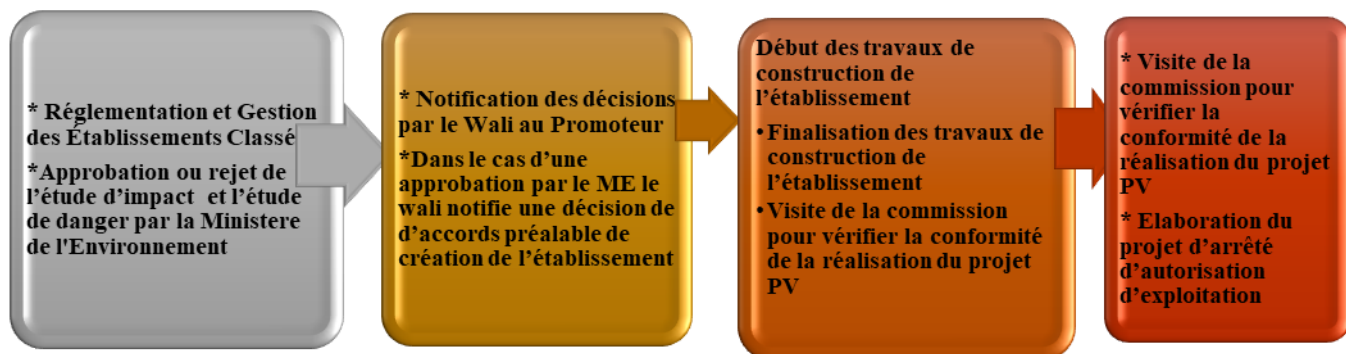 * Réglementation et Gestion
des Établissements Classé
*Approbation ou rejet de
l'étude d'impact et l'étude
de danger par la Ministere
de l'Environnement
* Notification des décisions
par le Wali au Promoteur
*Dans le cas d'une
approbation par le ME le
wali notifie une décision de
d'accords préalable de
création de l'établissement
Début des travaux de
construction de
l'établissement
• Finalisation des travaux de
construction de
l'établissement
• Visite de la commission
pour vérifier la conformité
de la réalisation du projet
PV
* Visite de la
commission pour
vérifier la
conformité de la
réalisation du projet
PV
* Elaboration du
projet d'arrêté
d'autorisation
d'exploitation